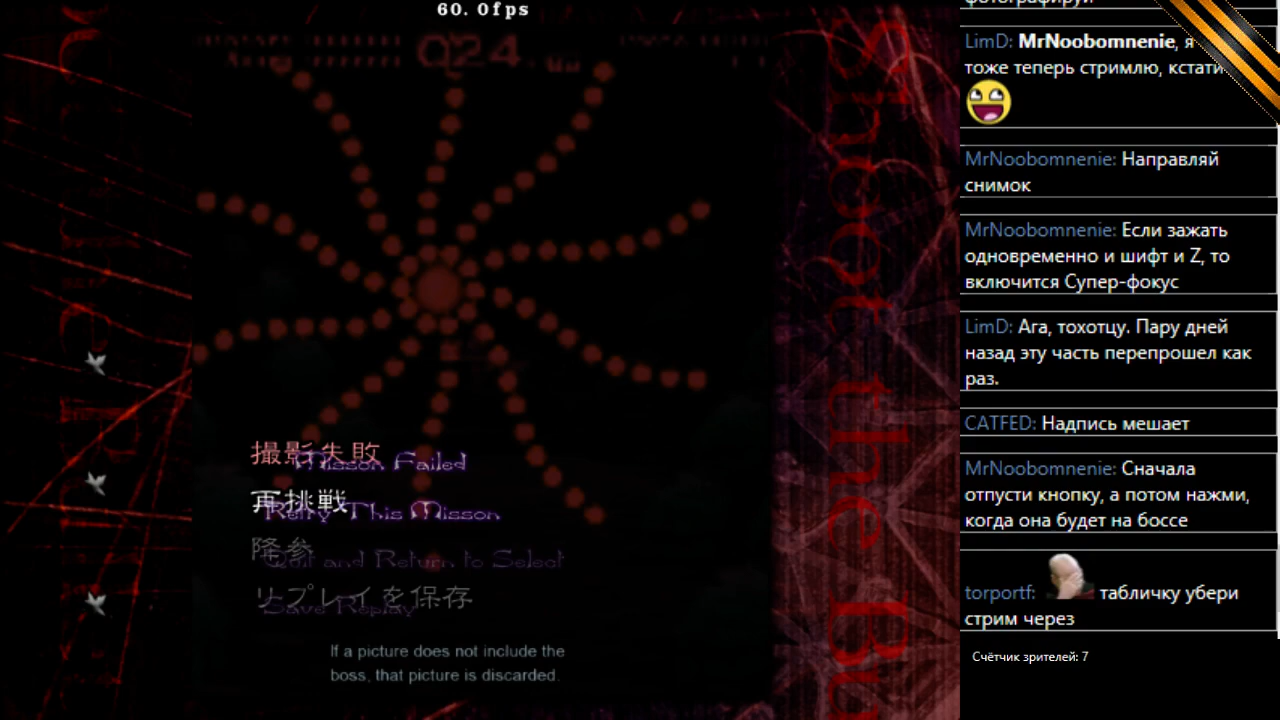 60.0fps
024
撮影失敗
Misson Failed
再挑戦
Retry This Misson
降参
Quit and Return to Select
リプレイを保存
Save Replay
If a picture does not include the
boss, that picture is discarded.
Shoot the Bu
фотографируй
LimD: MrNoobomnenie, я
тоже теперь стримлю, кстати
MrNoobomnenie: Направляй
снимок
MrNoobomnenie: Если зажать
одновременно и шифт и Z, то
включится Супер-фокус
LimD: Ага, тохотцу. Пару дней
назад эту часть перепрошел как
раз.
CATFED: Надпись мешает
MrNoobomnenie: Сначала
отпусти кнопку, а потом нажми,
когда она будет на боссе
torportf: табличку убери
стрим через
Счётчик зрителей: 7